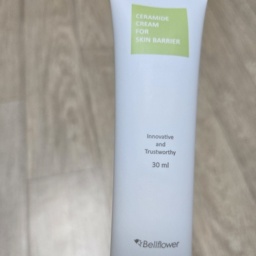 CERAMIDE
CREAM
FOR
SKIN BARRIER
Innovative
and
Trustworthy
30 ml
Bellflower